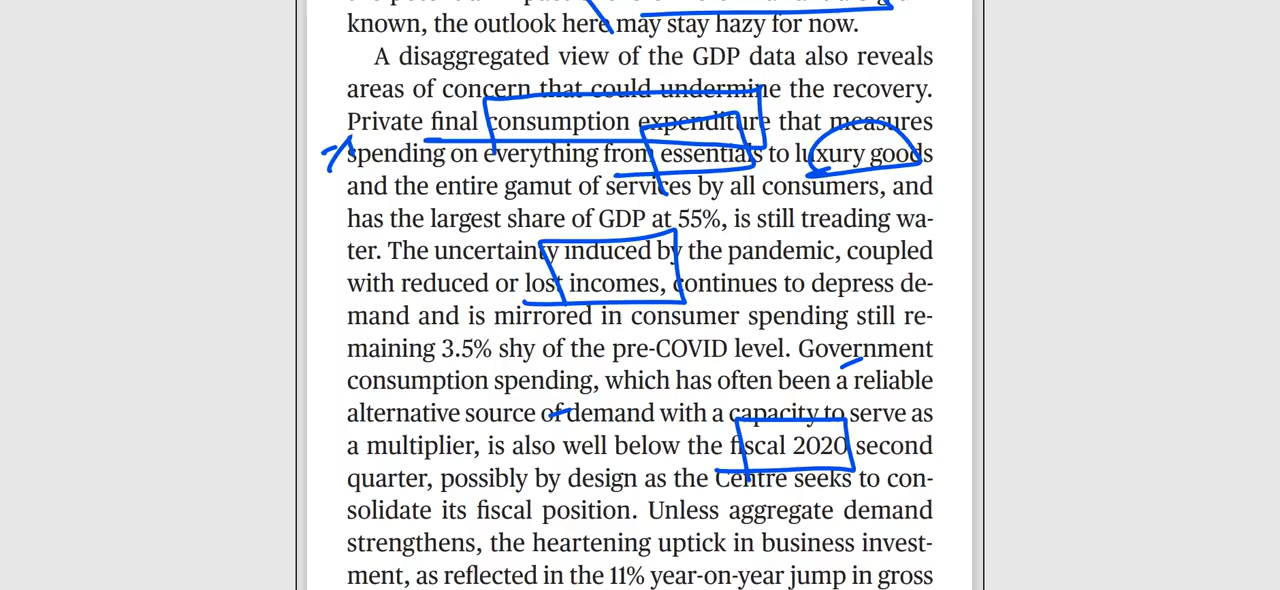 known, the outlook here may stay hazy for now.
A disaggregated view of the GDP data also reveals
areas of concern that could undermine the recovery.
Private final consumption expenditure that measures
spending on everything from essentials to luxury goods
and the entire gamut of services by all consumers, and
has the largest share of GDP at 55%, is still treading wa-
ter. The uncertainty induced by the pandemic, coupled
with reduced or lost incomes, continues to depress de-
mand and is mirrored in consumer spending still re-
maining 3.5% shy of the pre-COVID level. Government
consumption spending, which has often been a reliable
alternative source of demand with a capacity to serve as
a multiplier, is also well below the fiscal 2020 second
quarter, possibly by design as the Centre seeks to con-
solidate its fiscal position. Unless aggregate demand
strengthens, the heartening uptick in business invest-
ment, as reflected in the 11% year-on-year jump in gross